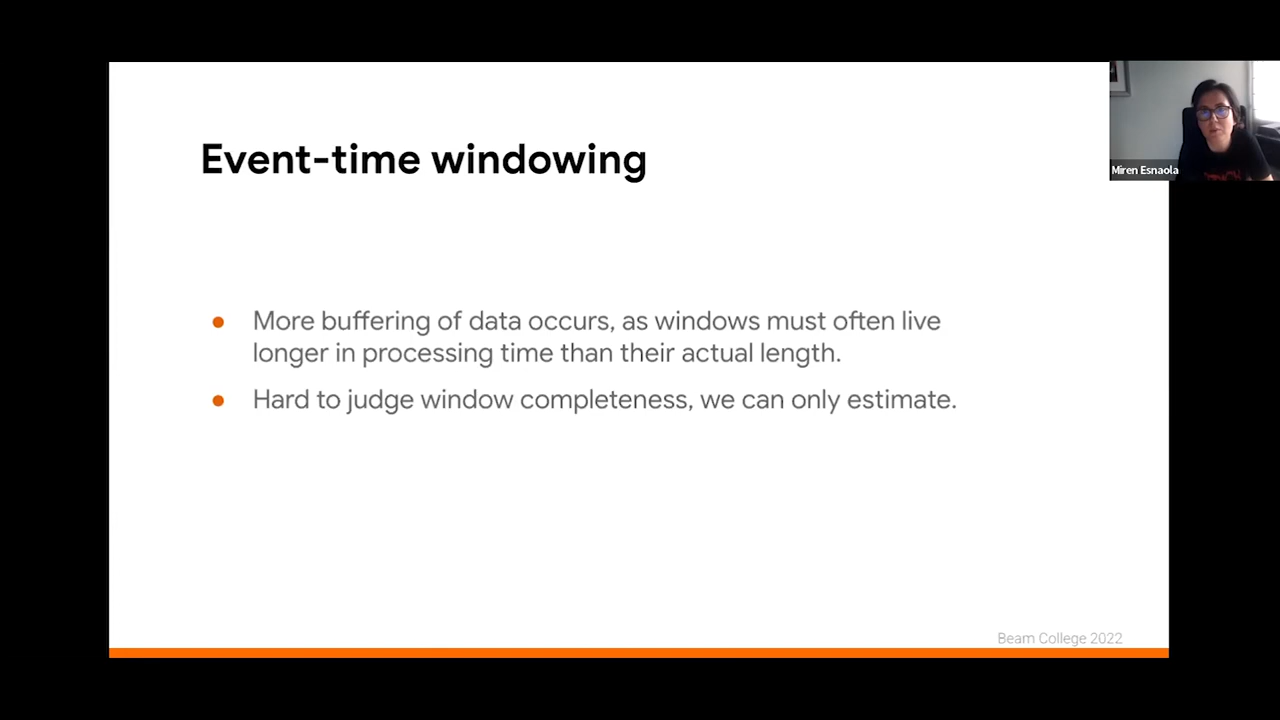 Event-time windowing
Miren Esnaola
● More buffering of data occurs, as windows must often live
longer in processing time than their actual length.
● Hard to judge window completeness, we can only estimate.
Beam College 2022